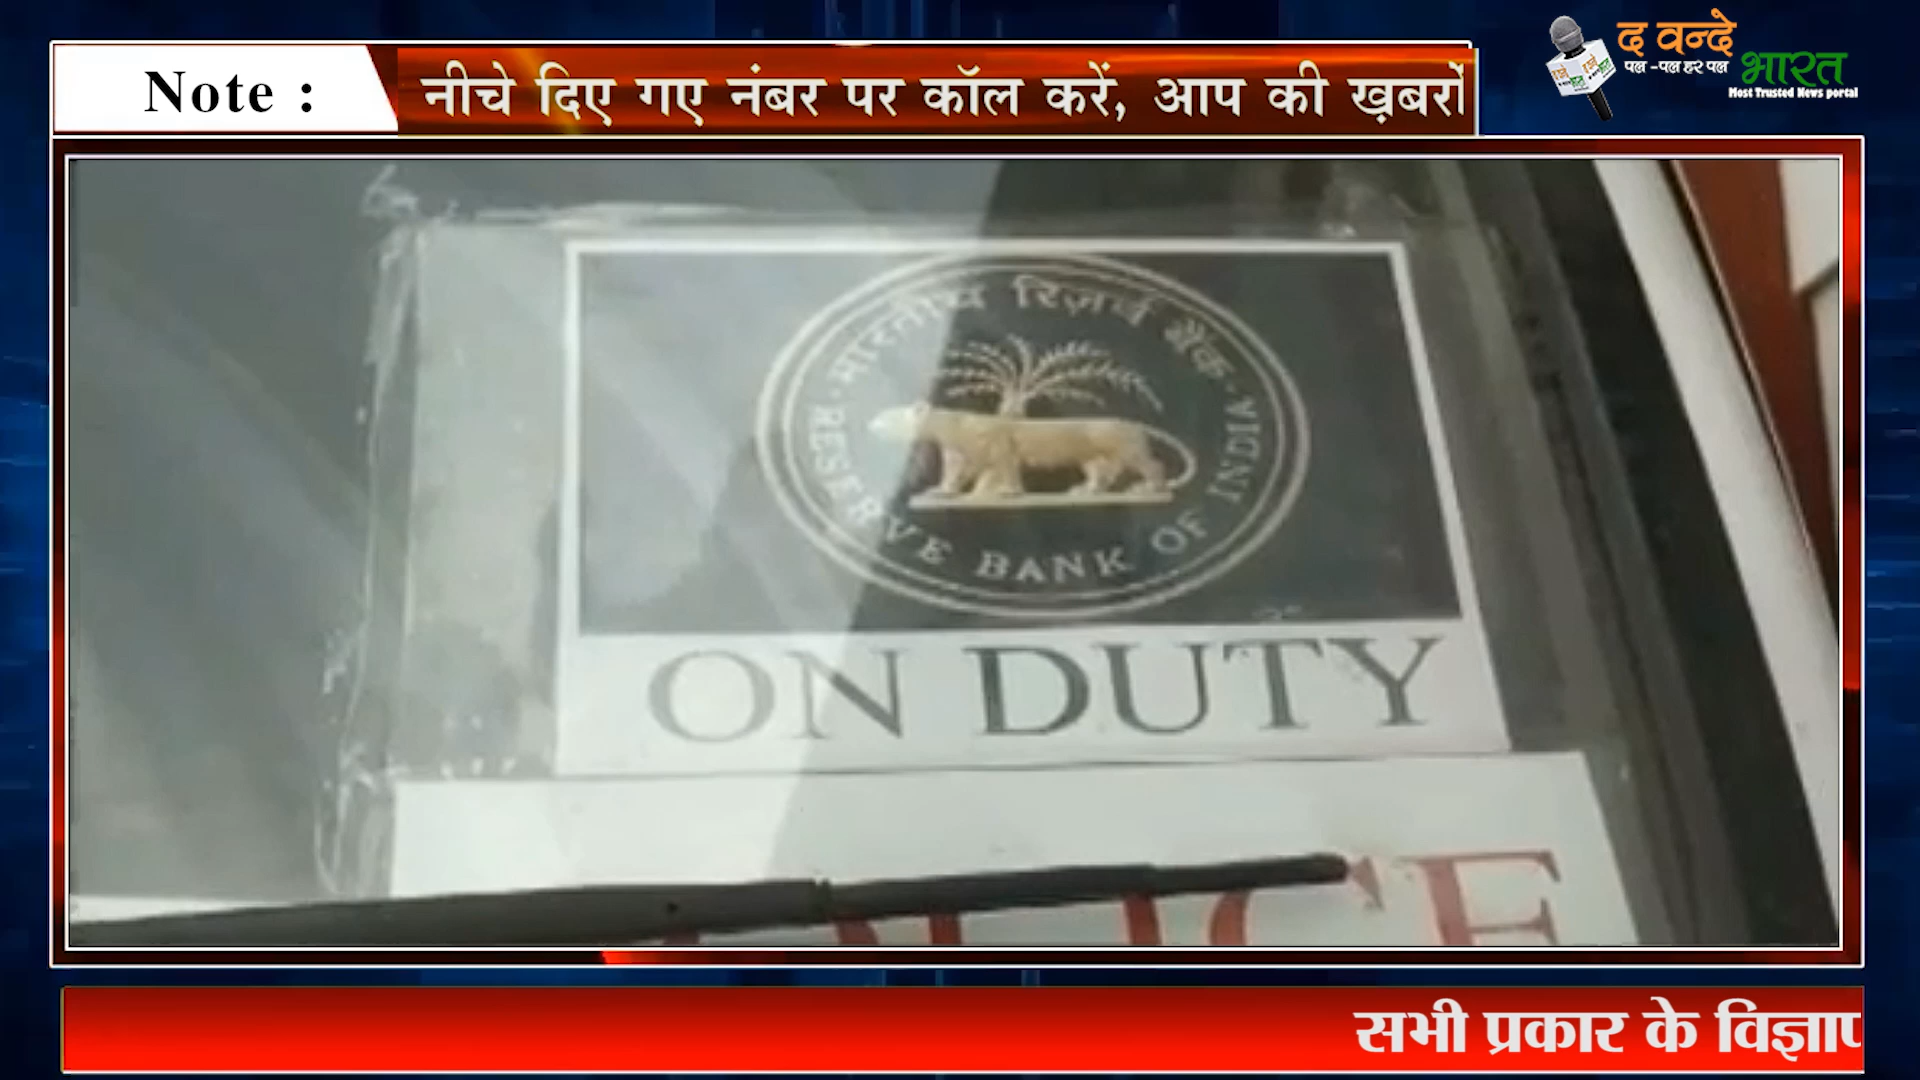 Note :
नीचे दिए गए नंबर पर कॉल करें, आप की ख़बरों
द वन्दे
पल -पल हर पल
भारत
Most Trusted News portal
भारतीय रिज़र्व बैंक
RESERVE BANK OF INDIA
ON DUTY
सभी प्रकार के